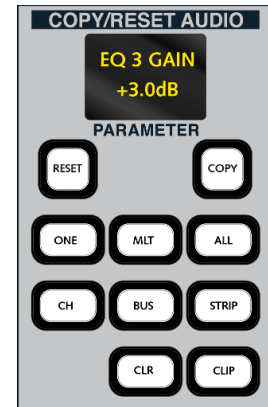 COPY/RESET AUDIO
EQ 3 GAIN
+3.0dB
PARAMETER
RESET COPY
ONE MLT ALL
CH BUS STRIP
CLR CLIP